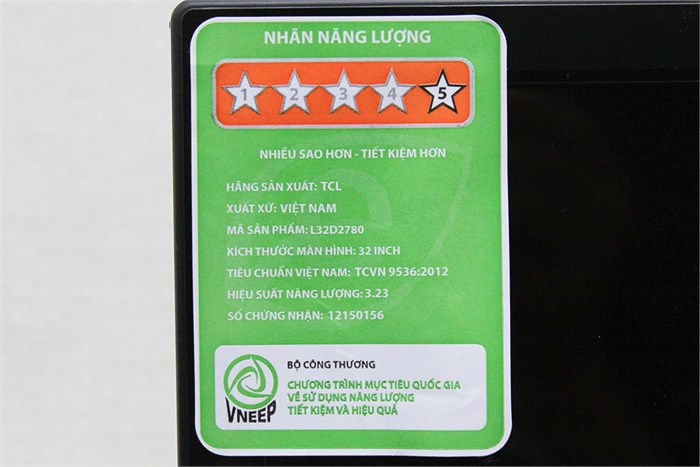 NHÃN NĂNG LƯỢNG
1 2 3 4 5
NHIỀU SAO HƠN - TIẾT KIỆM HƠN
HÃNG SẢN XUẤT: TCL
XUẤT XỨ: VIỆT NAM
MÃ SẢN PHẨM: L32D2780
KÍCH THƯỚC MÀN HÌNH: 32 INCH
TIÊU CHUẨN VIỆT NAM: TCVN 9536:2012
HIỆU SUẤT NĂNG LƯỢNG: 3.23
SỐ CHỨNG NHẬN: 12150156
BỘ CÔNG THƯƠNG
CHƯƠNG TRÌNH MỤC TIÊU QUỐC GIA
VỀ SỬ DỤNG NĂNG LƯỢNG
TIẾT KIỆM VÀ HIỆU QUẢ
VNEEP